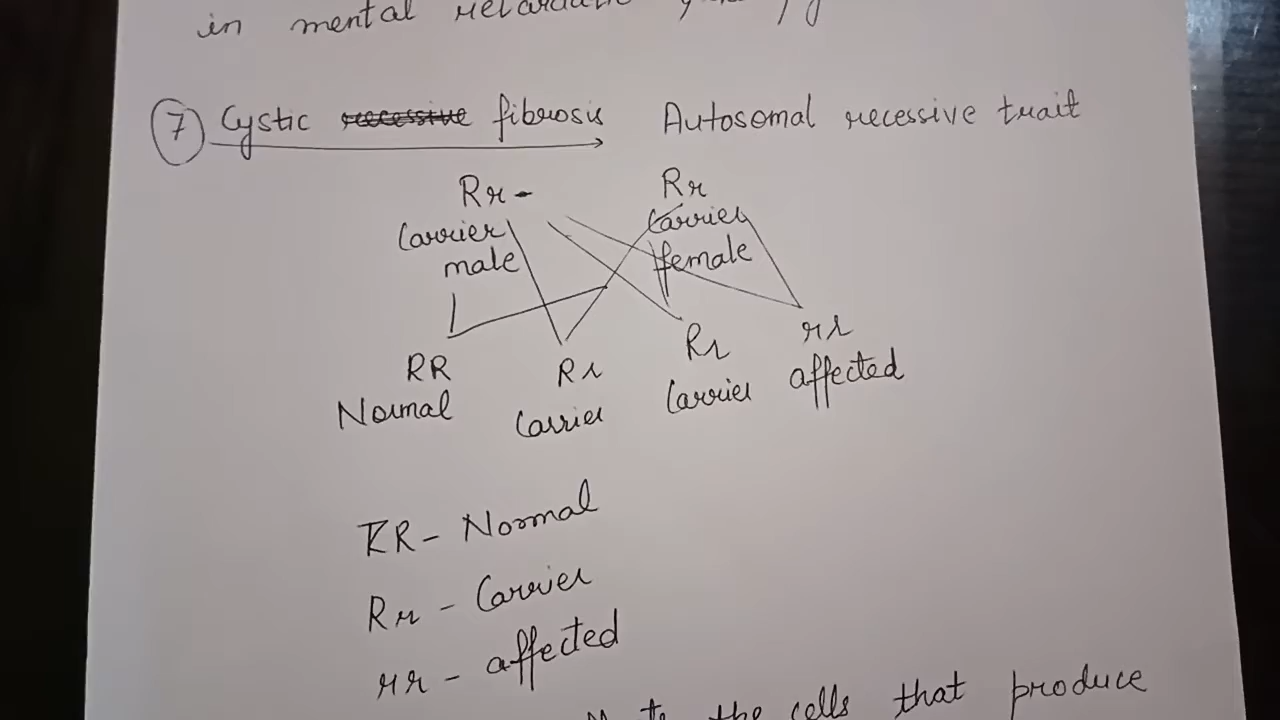 in mental
7 Cystic recessive fibrosis Autosomal recessive trait
Rr - Rr
Carrier male Carrier female
RR Rr Rr rr
Normal Carrier Carrier affected
RR - Normal
Rr - Carrier
rr - affected
the cells that produce